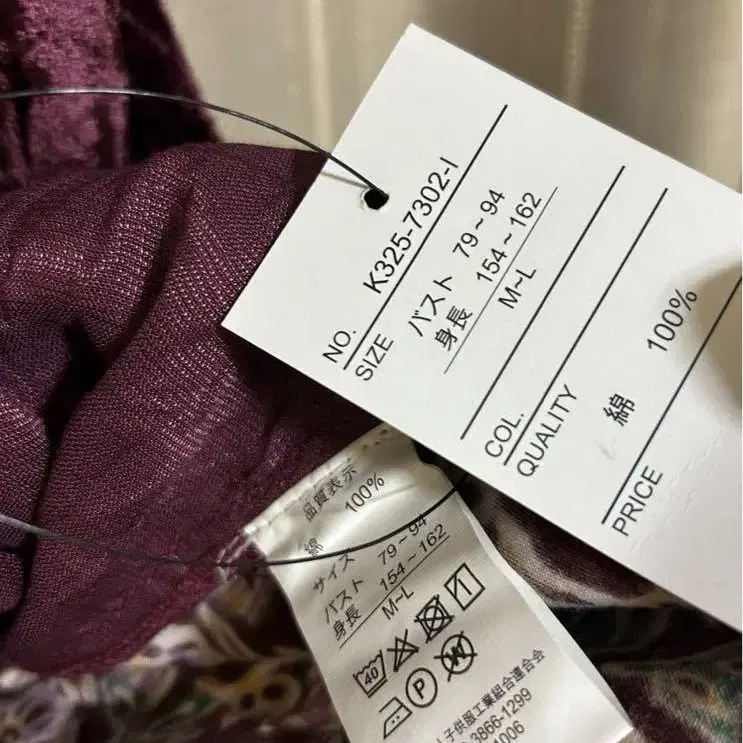 NO. K325-7302-I
SIZE バスト 79～94
身長 154～162
M~L
COL.
QUALITY 綿 100%
PRICE
品質表示
綿 100%
サイズ
バスト 79～94
身長 154～162
M~L
40
P
W
子供服工業組合連合会
3866-1299
1006